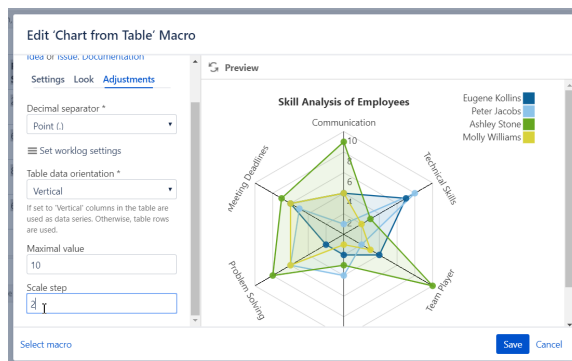 Edit 'Chart from Table' Macro
Idea or Issue. Documentation
Settings Look Adjustments
Decimal separator *
Point (.)
Set worklog settings
Table data orientation *
Vertical
If set to 'Vertical' columns in the table are
used as data series. Otherwise, table rows
are used.
Maximal value
10
Scale step
2
Preview
Skill Analysis of Employees
Eugene Kollins
Peter Jacobs
Ashley Stone
Molly Williams
Communication
Technical Skills
Team Player
Problem Solving
Meeting Deadlines
10
8
6
4
2
Select macro
Save Cancel